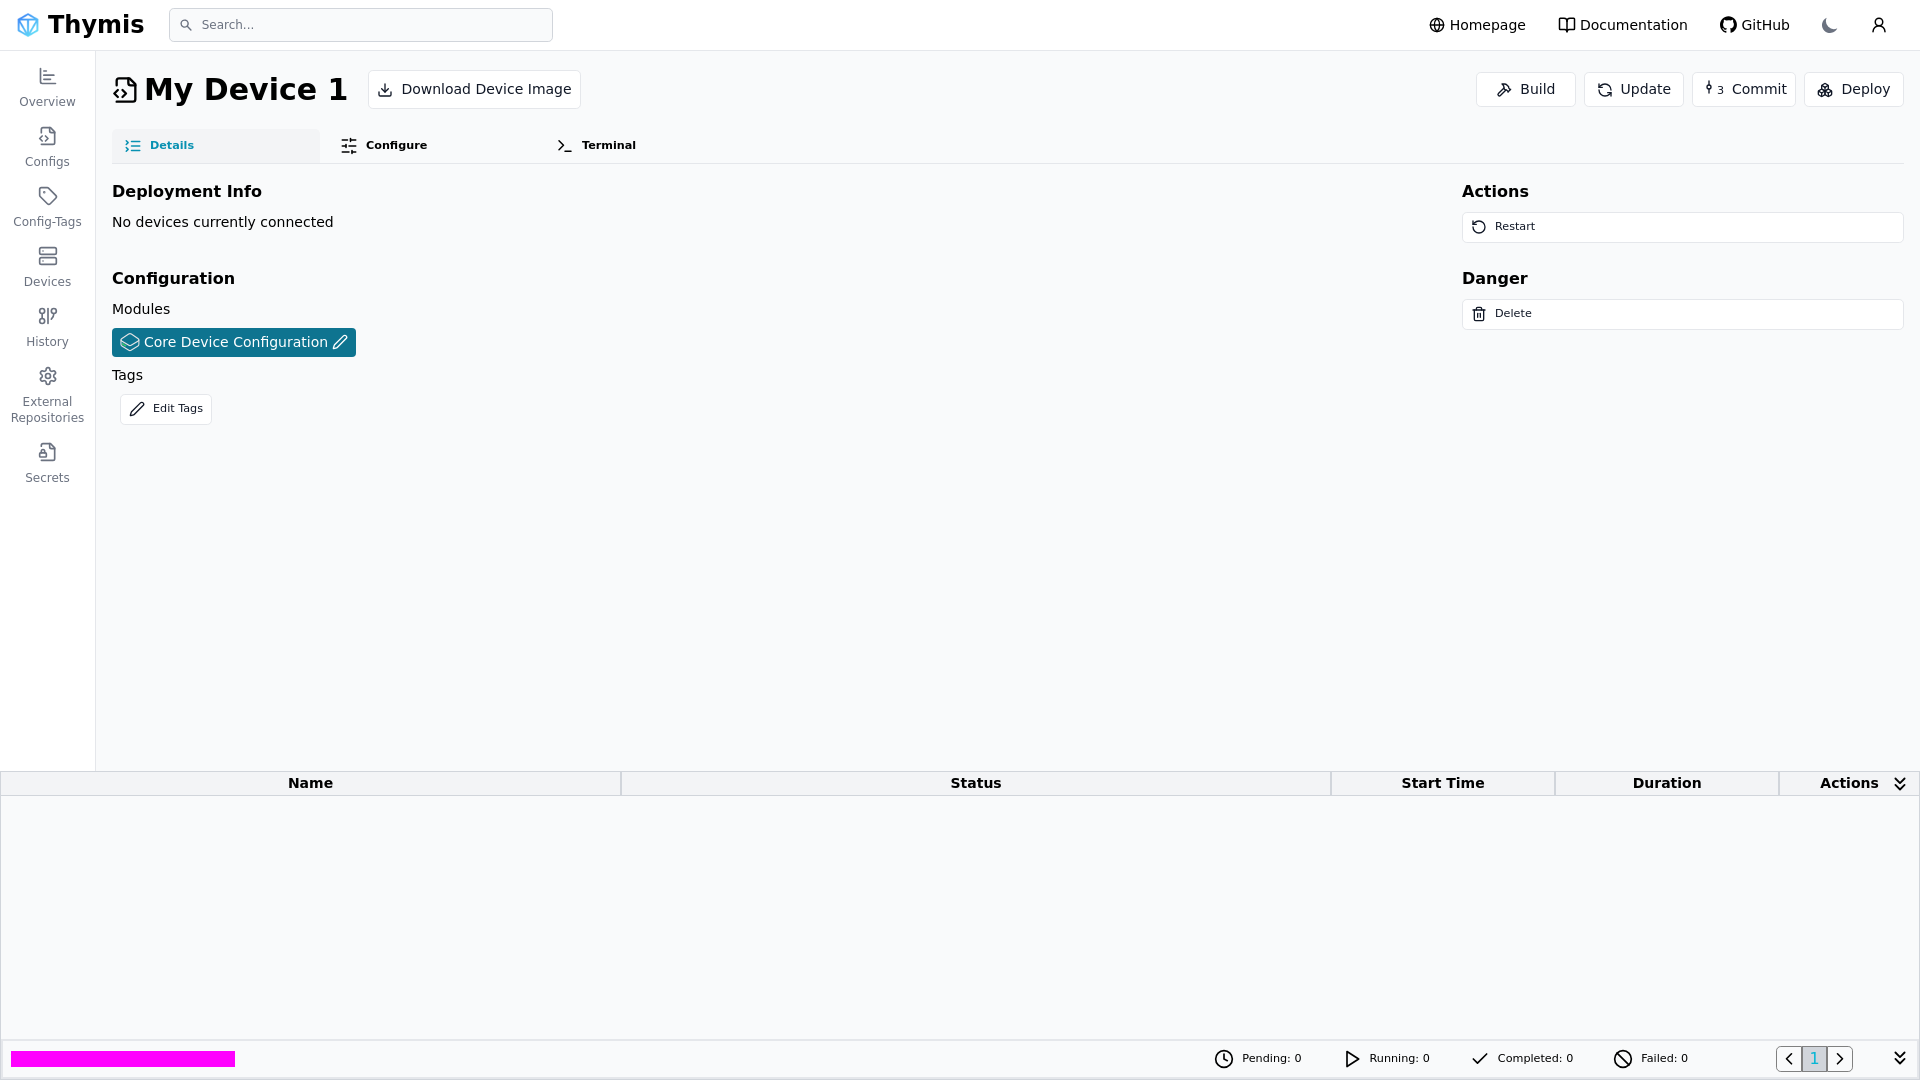 Thymis
Search...
Homepage
Documentation
GitHub
Overview
Configs
Config-Tags
Devices
History
External
Repositories
Secrets
My Device 1
Download Device Image
Build
Update
3 Commit
Deploy
Details
Configure
Terminal
Deployment Info
No devices currently connected
Configuration
Modules
Core Device Configuration
Tags
Edit Tags
Actions
Restart
Danger
Delete
Name
Status
Start Time
Duration
Actions
Pending: 0
Running: 0
Completed: 0
Failed: 0
1